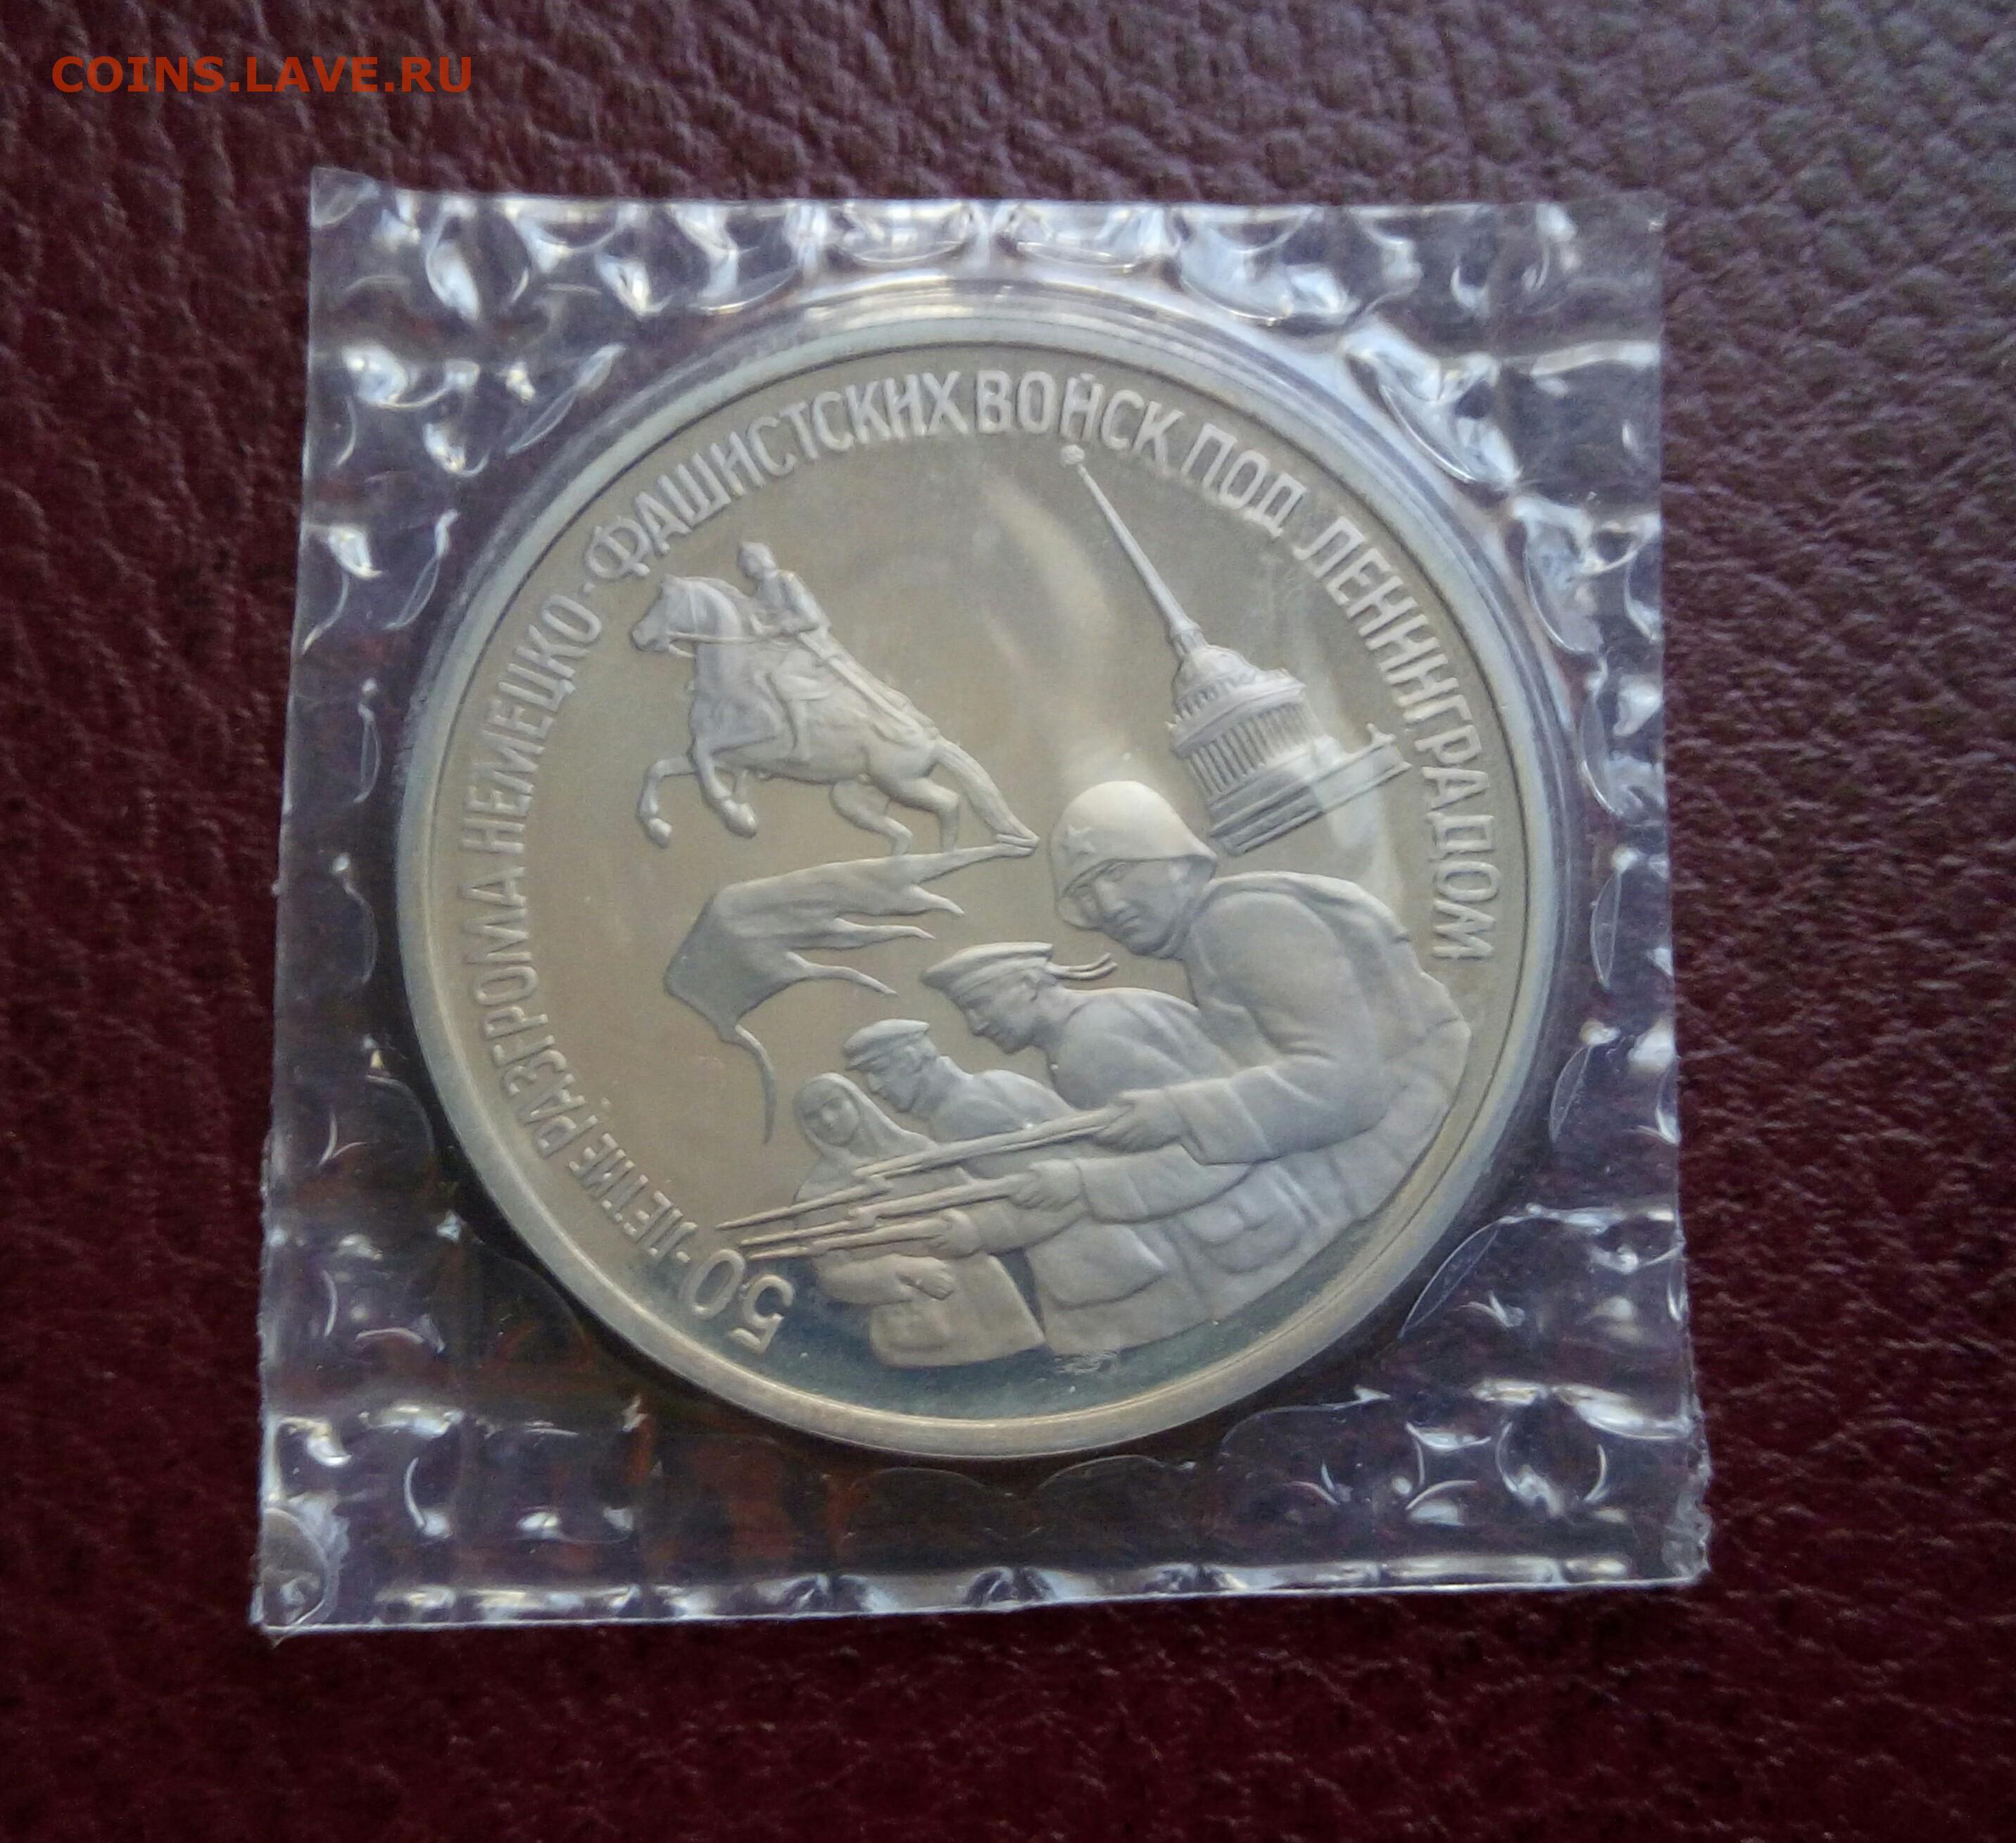 COINS.LAVE.RU
50-ЛЕТИЕ РАЗГРОМА НЕМЕЦКО-ФАШИСТСКИХ ВОЙСК ПОД ЛЕНИНГРАДОМ